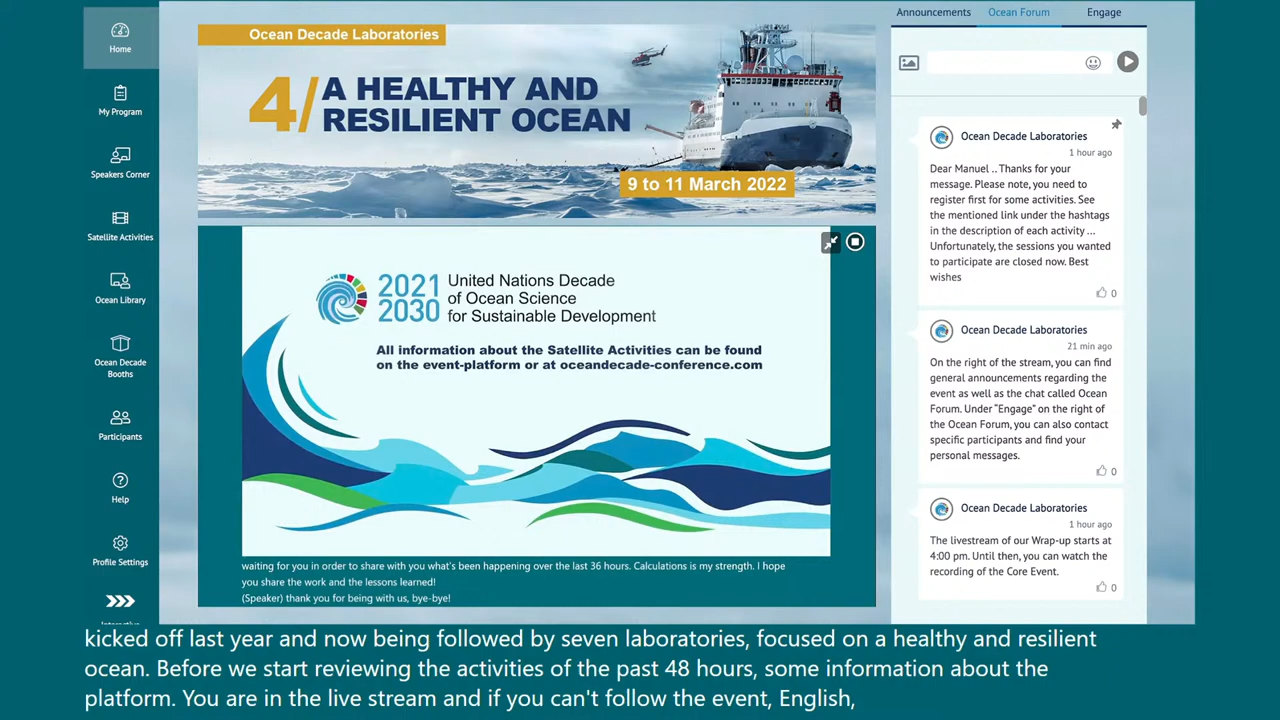 Home
My Program
Speakers Corner
Satellite Activities
Ocean Library
Ocean Decade
Booths
Participants
Help
Profile Settings
Ocean Decade Laboratories
4/ A HEALTHY AND
RESILIENT OCEAN
9 to 11 March 2022
2021
2030
United Nations Decade
of Ocean Science
for Sustainable Development
All information about the Satellite Activities can be found
on the event-platform or at oceandecade-conference.com
waiting for you in order to share with you what's been happening over the last 36 hours. Calculations is my strength. I hope
you share the work and the lessons learned!
(Speaker) thank you for being with us, bye-bye!
Announcements
Ocean Forum
Engage
Ocean Decade Laboratories
1 hour ago
Dear Manuel .. Thanks for your
message. Please note, you need to
register first for some activities. See
the mentioned link under the hashtags
in the description of each activity ...
Unfortunately, the sessions you wanted
to participate are closed now. Best
wishes
0
Ocean Decade Laboratories
21 min ago
On the right of the stream, you can find
general announcements regarding the
event as well as the chat called Ocean
Forum. Under "Engage" on the right of
the Ocean Forum, you can also contact
specific participants and find your
personal messages.
0
Ocean Decade Laboratories
1 hour ago
The livestream of our Wrap-up starts at
4:00 pm. Until then, you can watch the
recording of the Core Event.
0
kicked off last year and now being followed by seven laboratories, focused on a healthy and resilient
ocean. Before we start reviewing the activities of the past 48 hours, some information about the
platform. You are in the live stream and if you can't follow the event, English,